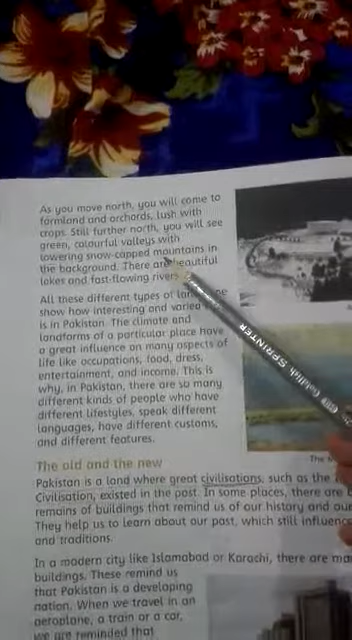 As you move north, you will come to
farmland and orchards, lush with
crops. Still further north, you will see
green, colourful valleys with
towering snow-capped mountains in
the background. There are beautiful
lakes and fast-flowing rivers
All these different types of
show how interesting and varied
is in Pakistan. The climate and
landforms of a particular place have
a great influence on many aspects of
life like occupations, food, dress,
entertainment, and income. This is
why, in Pakistan, there are so many
different kinds of people who have
different lifestyles, speak different
languages, have different customs,
and different features.
The old and the new
Pakistan is a land where great civilisations, such as the
Civilisation, existed in the past. In some places, there are
remains of buildings that remind us of our history and our
They help us to learn about our past, which still
and traditions.
In a modern city like Islamabad or Karachi, there are
buildings. These remind us
that Pakistan is a developing
nation. When we travel in an
aeroplane, a train or a car,
we are reminded that
Goldfish SPRINTER